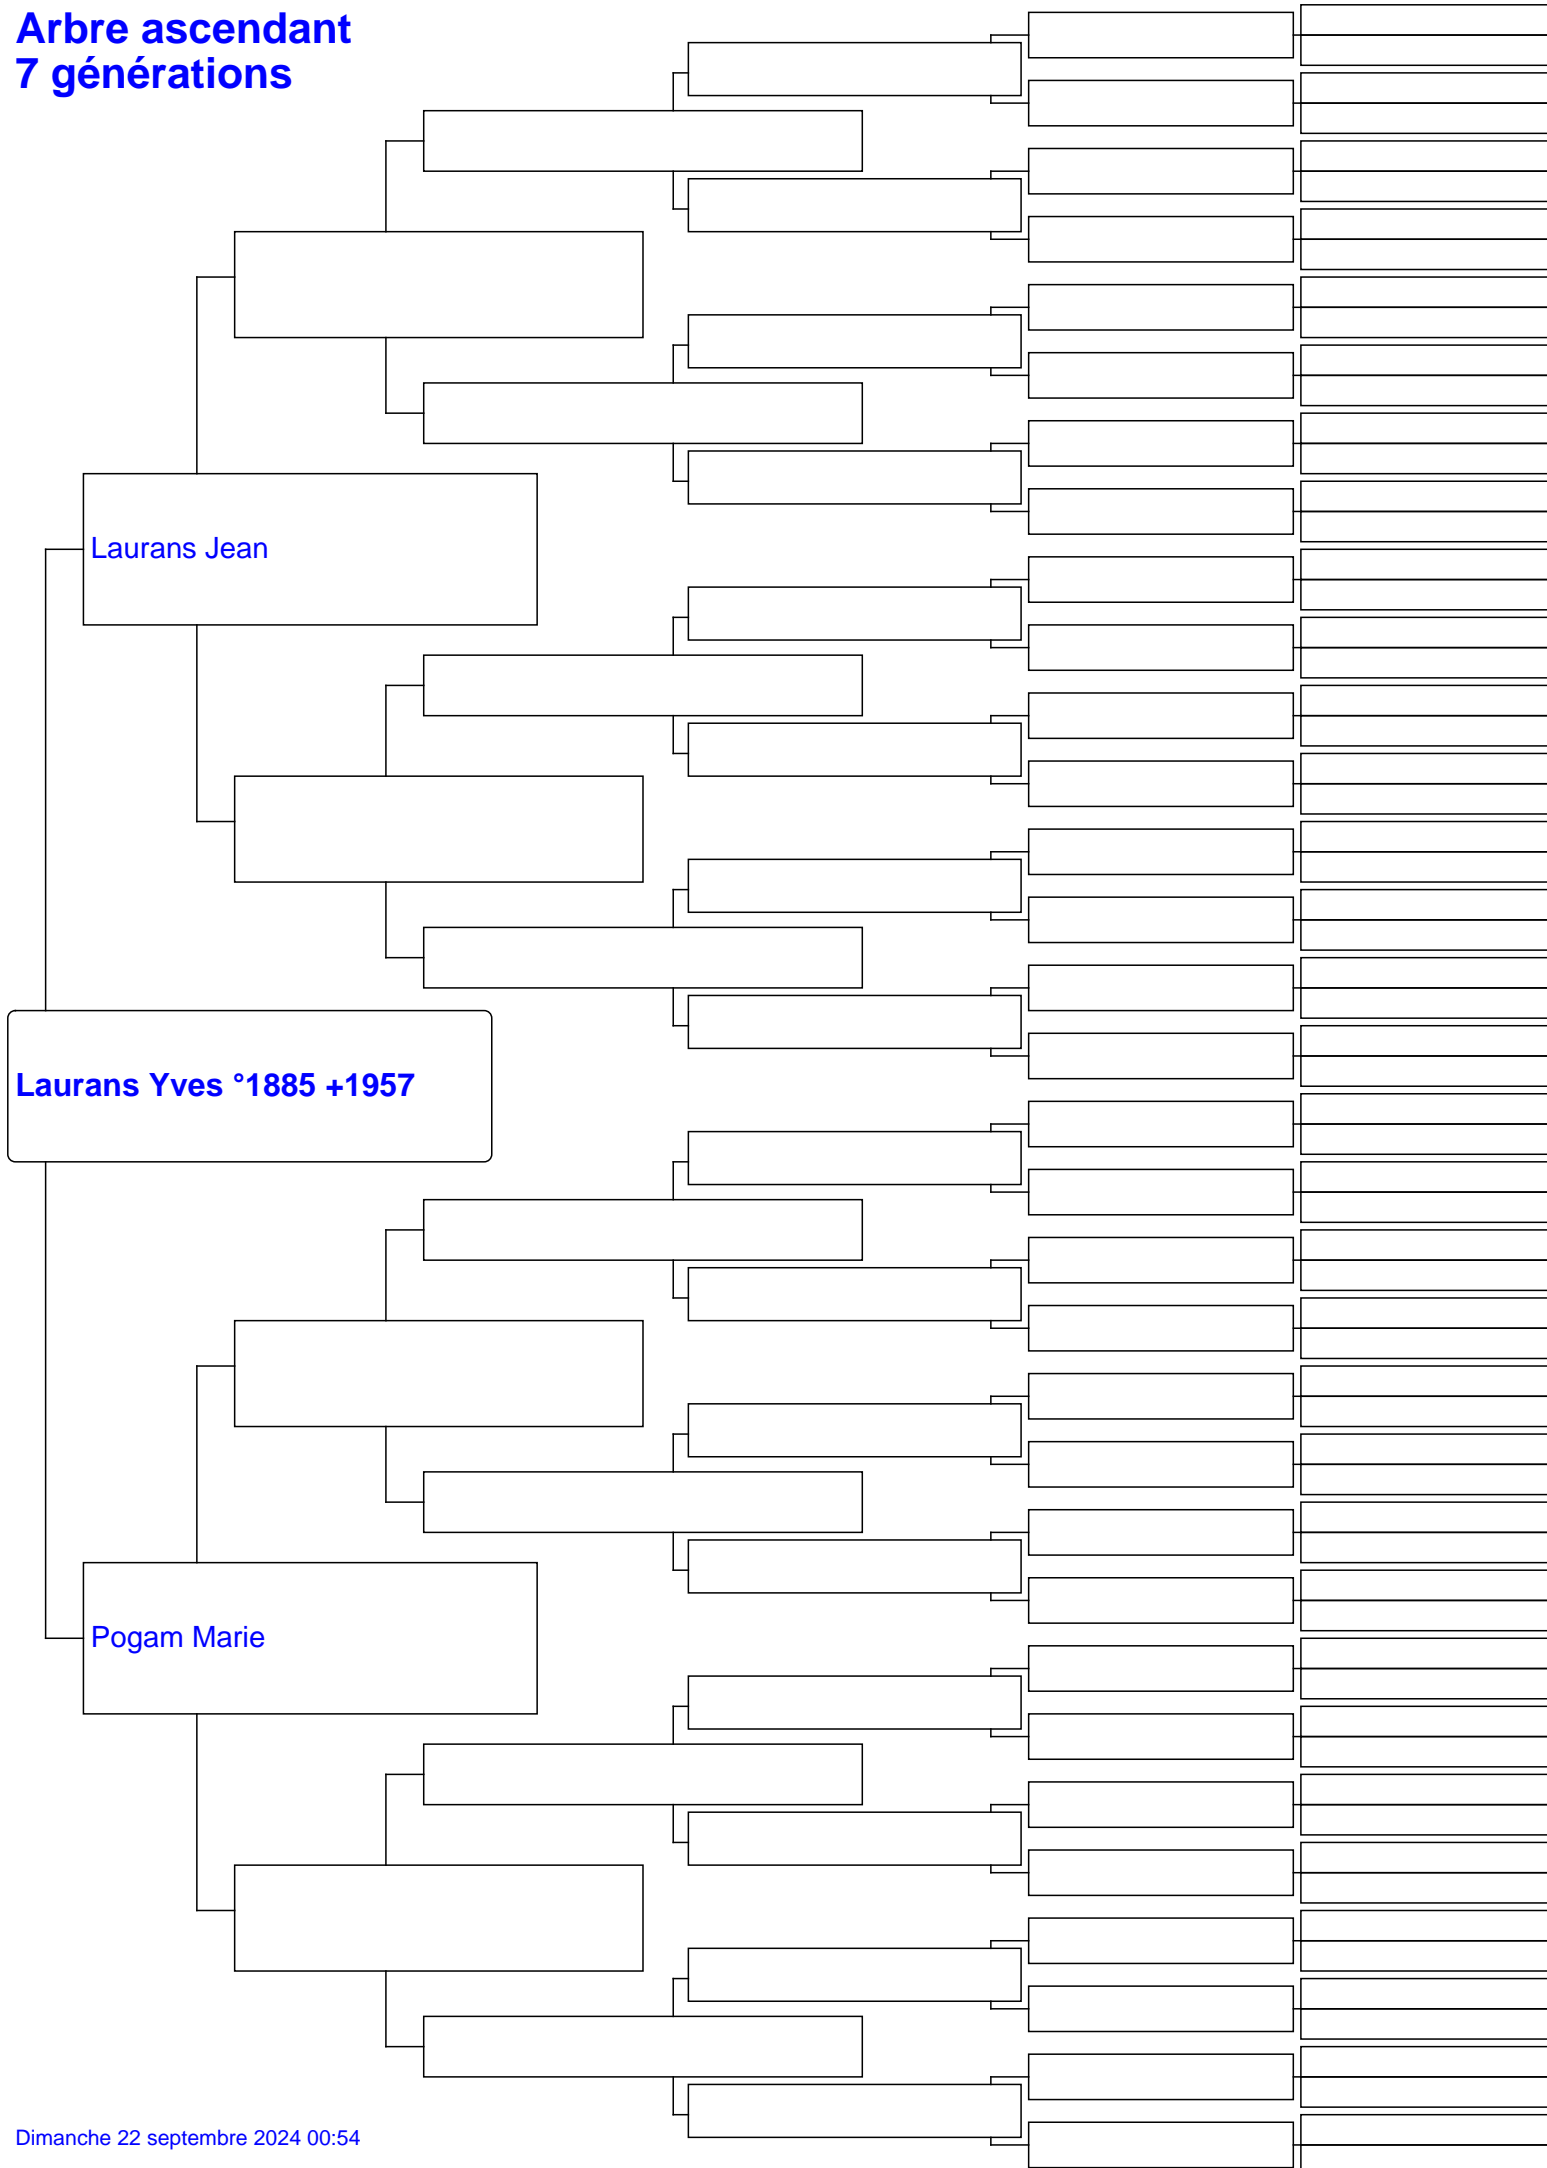 Arbre ascendant
7 générations
Laurans Jean
Laurans Yves °1885 +1957
Pogam Marie
Dimanche 22 septembre 2024 00:54